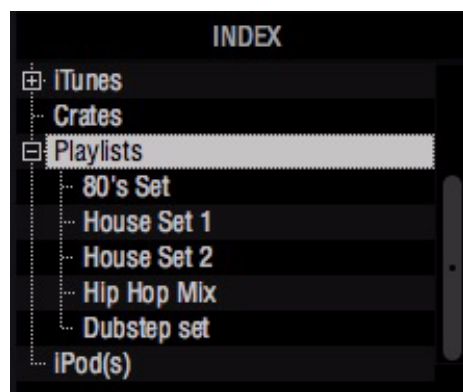 INDEX
iTunes
Crates
Playlists
80's Set
House Set 1
House Set 2
Hip Hop Mix
Dubstep set
iPod(s)